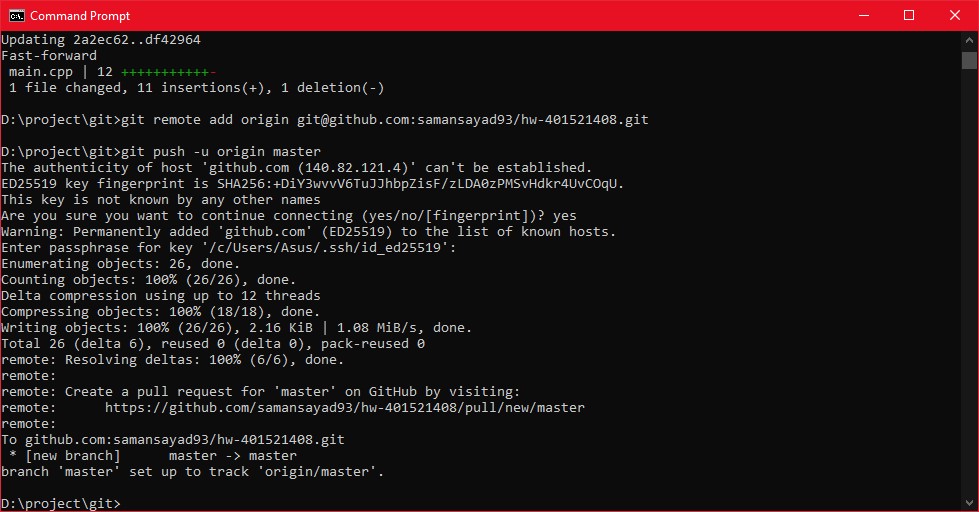 Command Prompt
Updating 2a2ec62..df42964
Fast-forward
 main.cpp | 12 +++++++++++-
 1 file changed, 11 insertions(+), 1 deletion(-)
D:\project\git>git remote add origin git@github.com:samansayad93/hw-401521408.git
D:\project\git>git push -u origin master
The authenticity of host 'github.com (140.82.121.4)' can't be established.
ED25519 key fingerprint is SHA256:+DiY3wvvV6TuJJhbpZisF/zLDA0zPMSvHdkr4UvCOqU.
This key is not known by any other names
Are you sure you want to continue connecting (yes/no/[fingerprint])? yes
Warning: Permanently added 'github.com' (ED25519) to the list of known hosts.
Enter passphrase for key '/c/Users/Asus/.ssh/id_ed25519':
Enumerating objects: 26, done.
Counting objects: 100% (26/26), done.
Delta compression using up to 12 threads
Compressing objects: 100% (18/18), done.
Writing objects: 100% (26/26), 2.16 KiB | 1.08 MiB/s, done.
Total 26 (delta 6), reused 0 (delta 0), pack-reused 0
remote: Resolving deltas: 100% (6/6), done.
remote:
remote: Create a pull request for 'master' on GitHub by visiting:
remote:      https://github.com/samansayad93/hw-401521408/pull/new/master
remote:
To github.com:samansayad93/hw-401521408.git
 * [new branch]      master -> master
branch 'master' set up to track 'origin/master'.
D:\project\git>